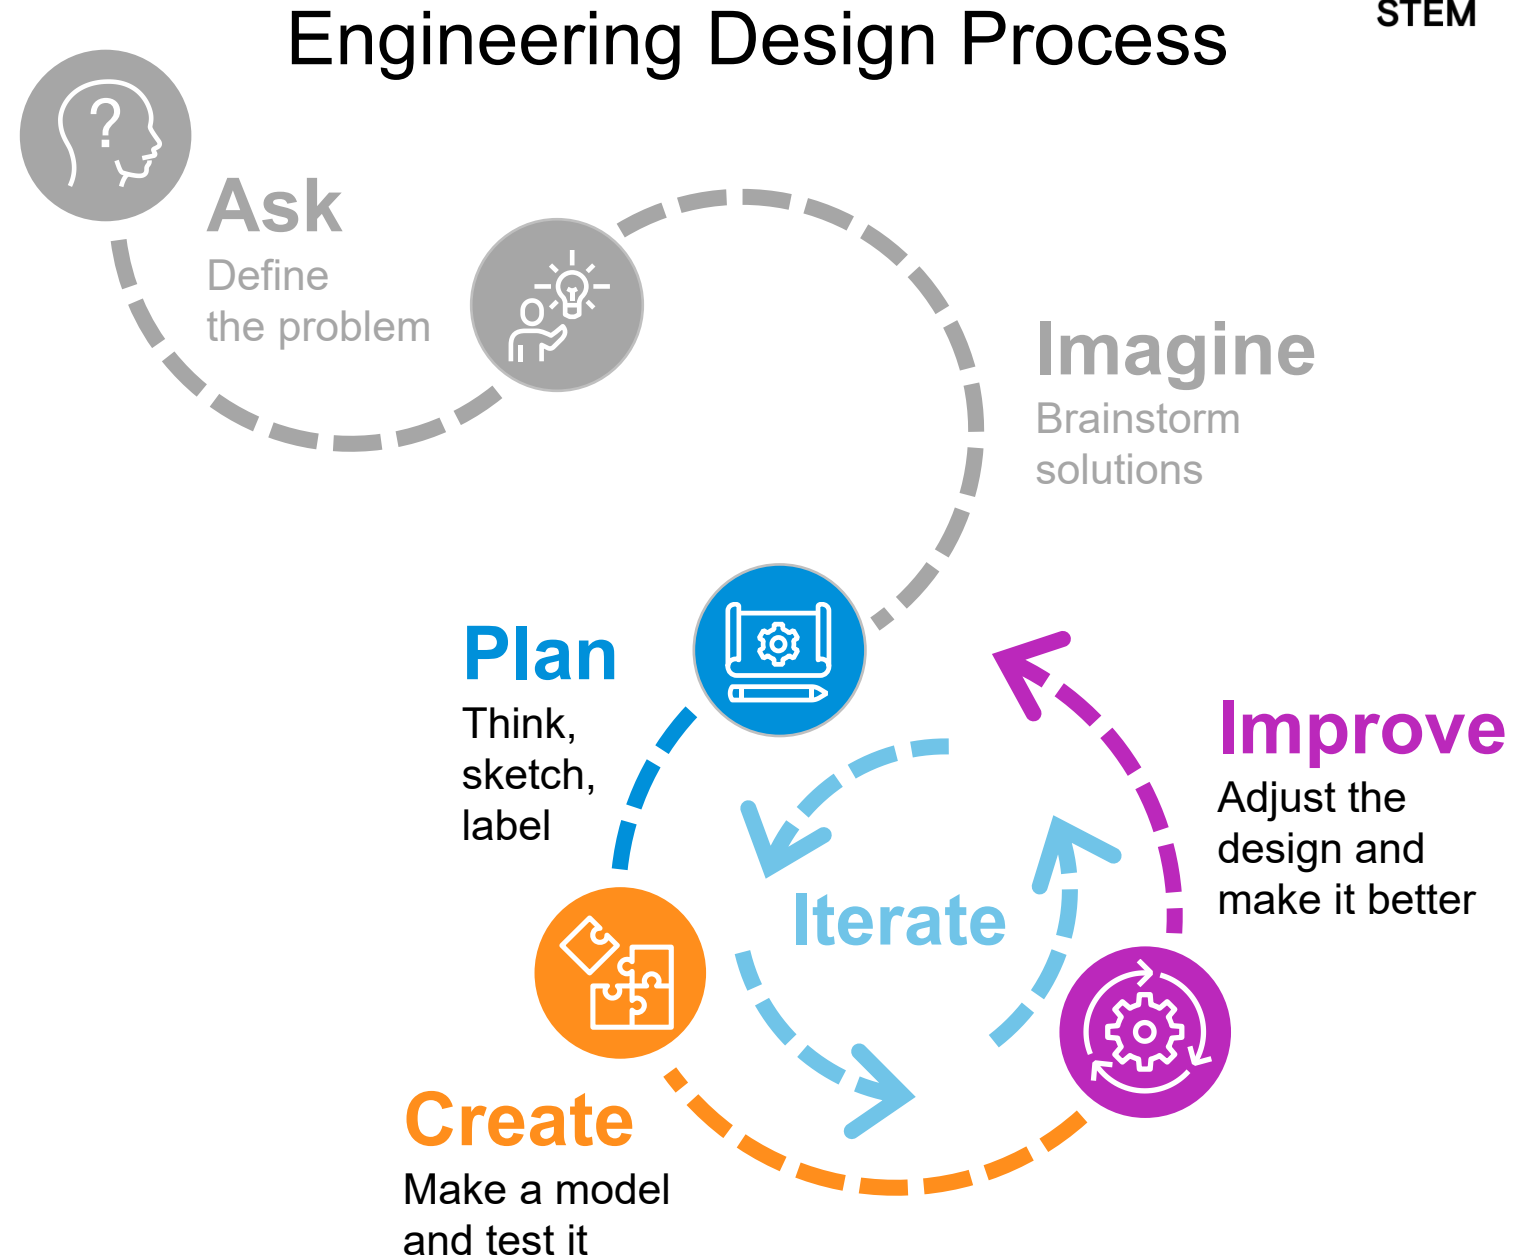 Engineering Design Process
STEM
?
Ask
Define
the problem
Imagine
Brainstorm
solutions
Plan
Think,
sketch,
label
Improve
Adjust the
design and
make it better
Iterate
Create
Make a model
and test it